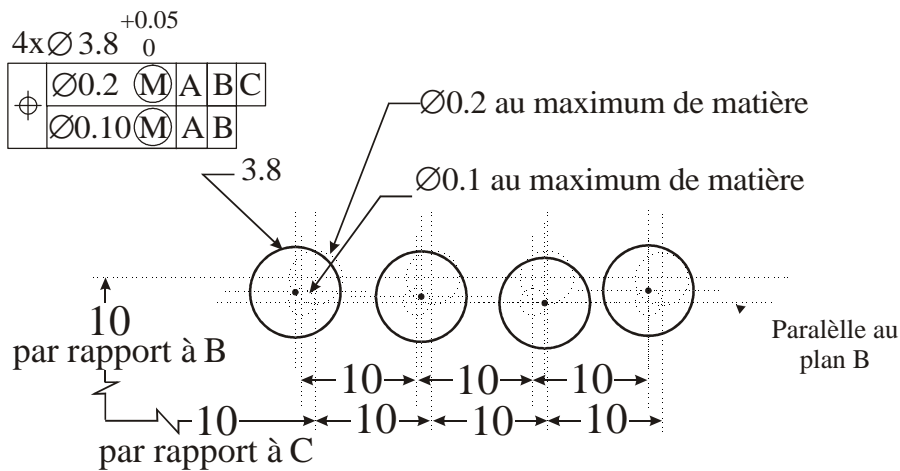 +0.05
4x∅ 3.8 0
⌖ ∅0.2 Ⓜ A B C
∅0.10 Ⓜ A B
∅0.2 au maximum de matière
3.8
∅0.1 au maximum de matière
10
par rapport à B
Paralèlle au
plan B
10 10 10
10 10 10 10
par rapport à C